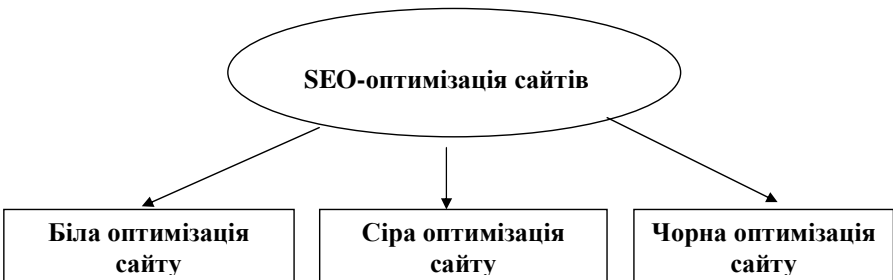 SEO-оптимізація сайтів
Біла оптимізація
сайту
Сіра оптимізація
сайту
Чорна оптимізація
сайту